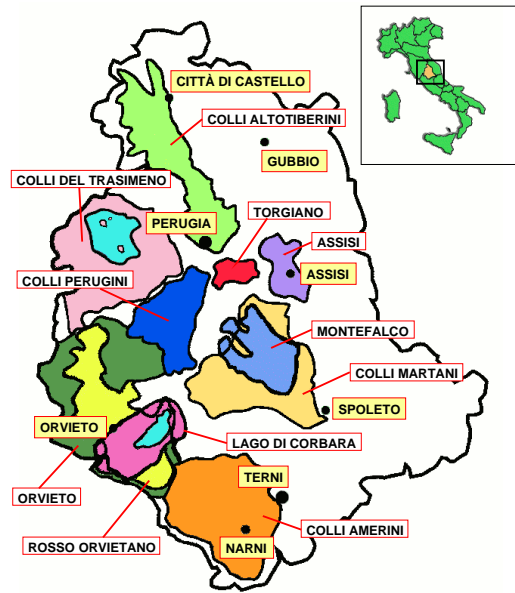 CITTÀ DI CASTELLO
COLLI ALTOTIBERINI
GUBBIO
COLLI DEL TRASIMENO
PERUGIA
TORGIANO
ASSISI
COLLI PERUGINI
ASSISI
MONTEFALCO
COLLI MARTANI
SPOLETO
ORVIETO
LAGO DI CORBARA
TERNI
ORVIETO
COLLI AMERINI
ROSSO ORVIETANO
NARNI